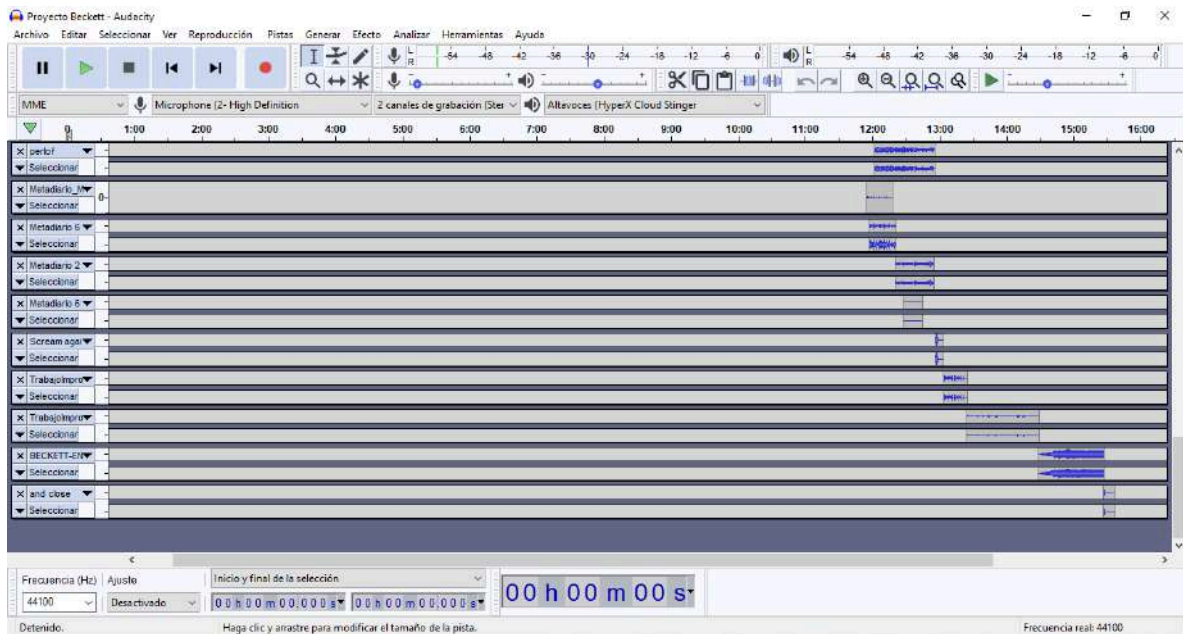 Proyecto Beckett - Audacity
Archivo Editar Seleccionar Ver Reproducción Pistas Generar Efecto Analizar Herramientas Ayuda
L -54 -48 -42 -36 -30 -24 -18 -12 -6 0 L -54 -48 -42 -36 -30 -24 -18 -12 -6 0
R R
MME Microphone (2- High Definition 2 canales de grabación (Ster Altavoces (HyperX Cloud Stinger
0 1:00 2:00 3:00 4:00 5:00 6:00 7:00 8:00 9:00 10:00 11:00 12:00 13:00 14:00 15:00 16:00
Seleccionar
Metadiario_M 0-
Seleccionar
Metadiario 6
Seleccionar
Metadiario 2
Seleccionar
Metadiario 6
Seleccionar
Scream agai
Seleccionar
TrabajoImpro
Seleccionar
TrabajoImpro
Seleccionar
BECKETT-EN
Seleccionar
and close
Seleccionar
Frecuencia (Hz) Ajuste Inicio y final de la selección
44100 Desactivado 00 h 00 m 00.000 s 00 h 00 m 00.000 s 00 h 00 m 00 s
Detenido. Haga clic y arrastre para modificar el tamaño de la pista. Frecuencia real: 44100